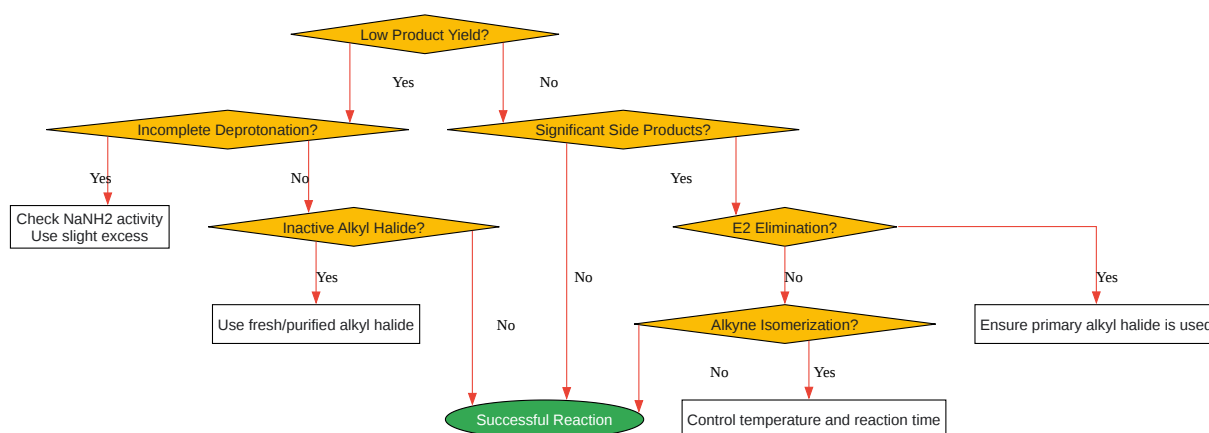 Low Product Yield?
Yes
No
Incomplete Deprotonation?
Significant Side Products?
Yes
No
Yes
Check NaNH2 activity
Use slight excess
Inactive Alkyl Halide?
E2 Elimination?
Yes
No
No
Yes
Use fresh/purified alkyl halide
No
Alkyne Isomerization?
Ensure primary alkyl halide is used
No
Yes
Successful Reaction
Control temperature and reaction time